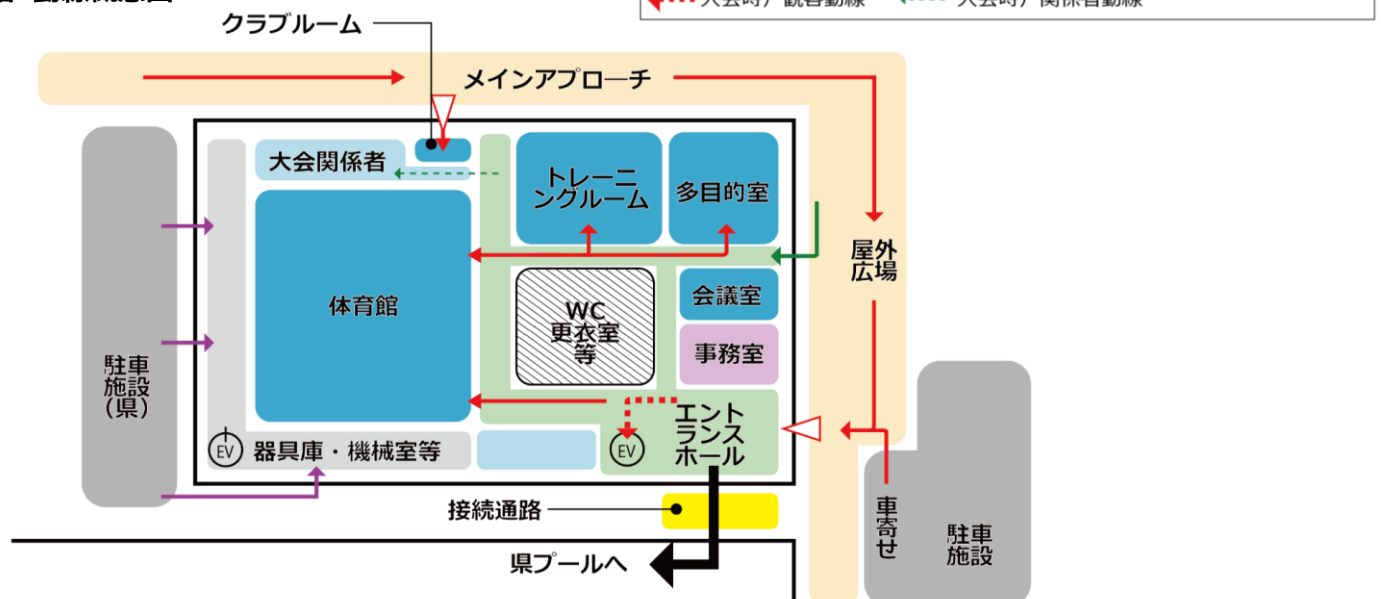 クラブルーム
メインアプローチ
大会関係者
トレーニ
ングルーム
多目的室
屋外
広場
体育館
WC
更衣室
等
会議室
事務室
駐車
施設
(県)
エント
ランス
ホール
EV
器具庫・機械室等
EV
接続通路
車寄せ
駐車
施設
県プールへ